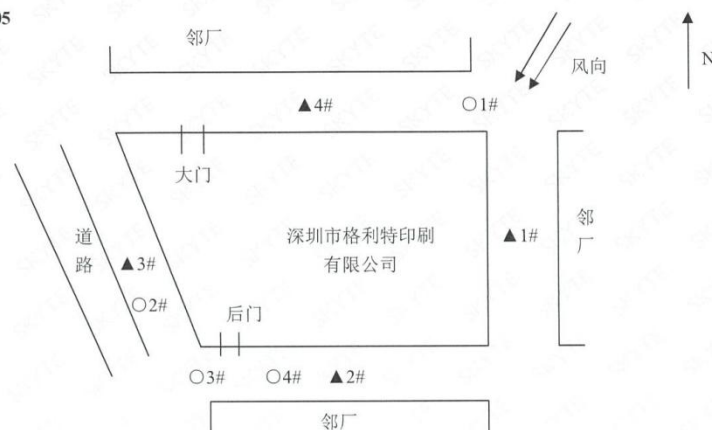 05
邻厂
风向
N
▲4#
○1#
大门
道
路
▲3#
○2#
深圳市格利特印刷
有限公司
▲1#
邻
厂
后门
○3#
○4#
▲2#
邻厂
SKYTE